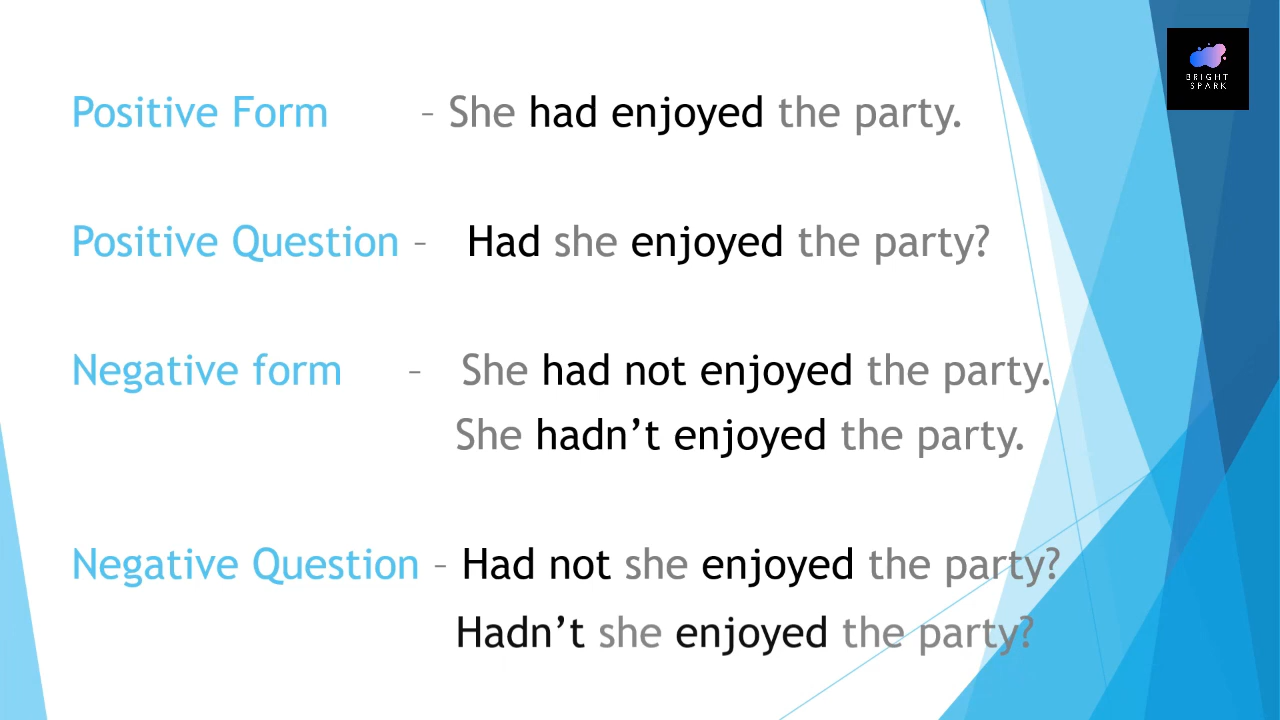 BRIGHT
SPARK
Positive Form – She had enjoyed the party.
Positive Question – Had she enjoyed the party?
Negative form – She had not enjoyed the party.
She hadn’t enjoyed the party.
Negative Question – Had not she enjoyed the party?
Hadn’t she enjoyed the party?